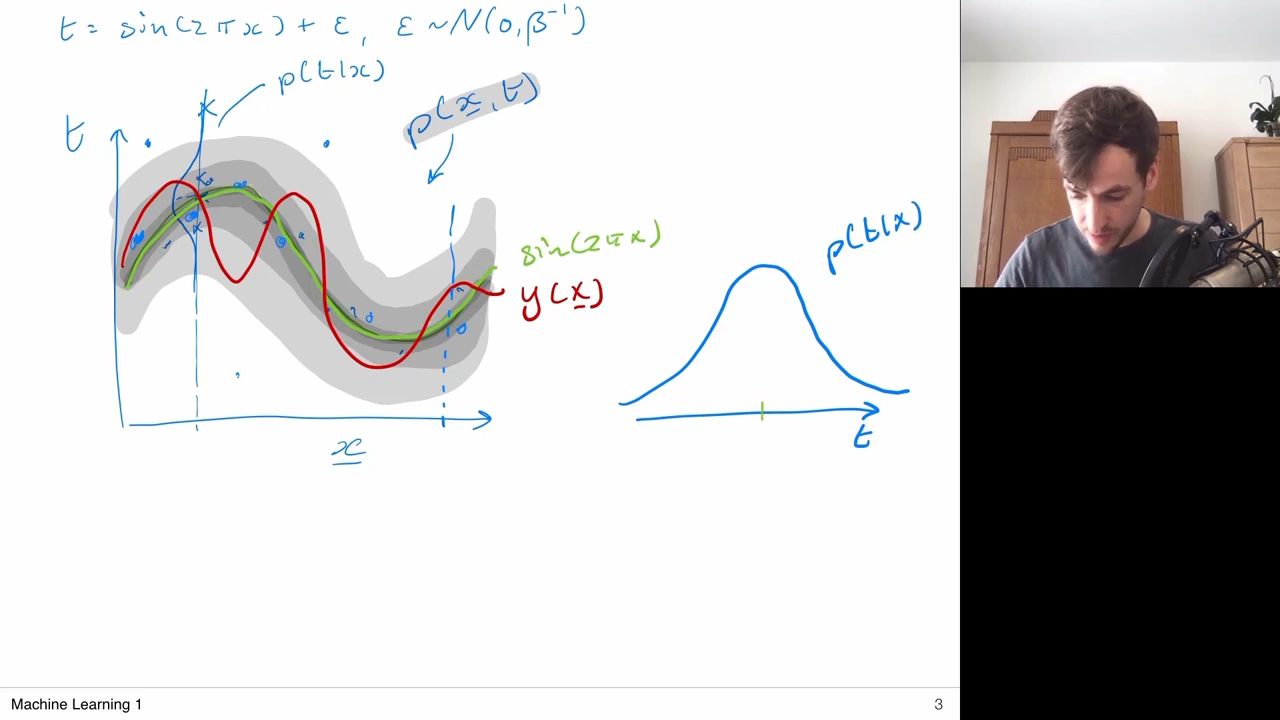 t = sin(2πx) + ε, ε ~ N(0, β⁻¹)
p(t|x)
p(x, t)
t
sin(2πx)
y(x)
p(t|x)
t
x
Machine Learning 1
3